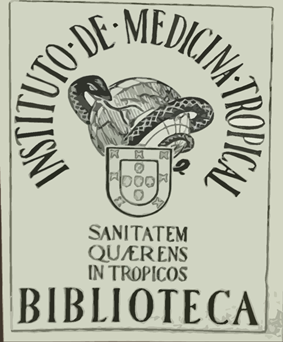 INSTITUTO·DE·MEDICINA·TROPICAL
SANITATEM
QUÆRENS
IN TROPICOS
BIBLIOTECA